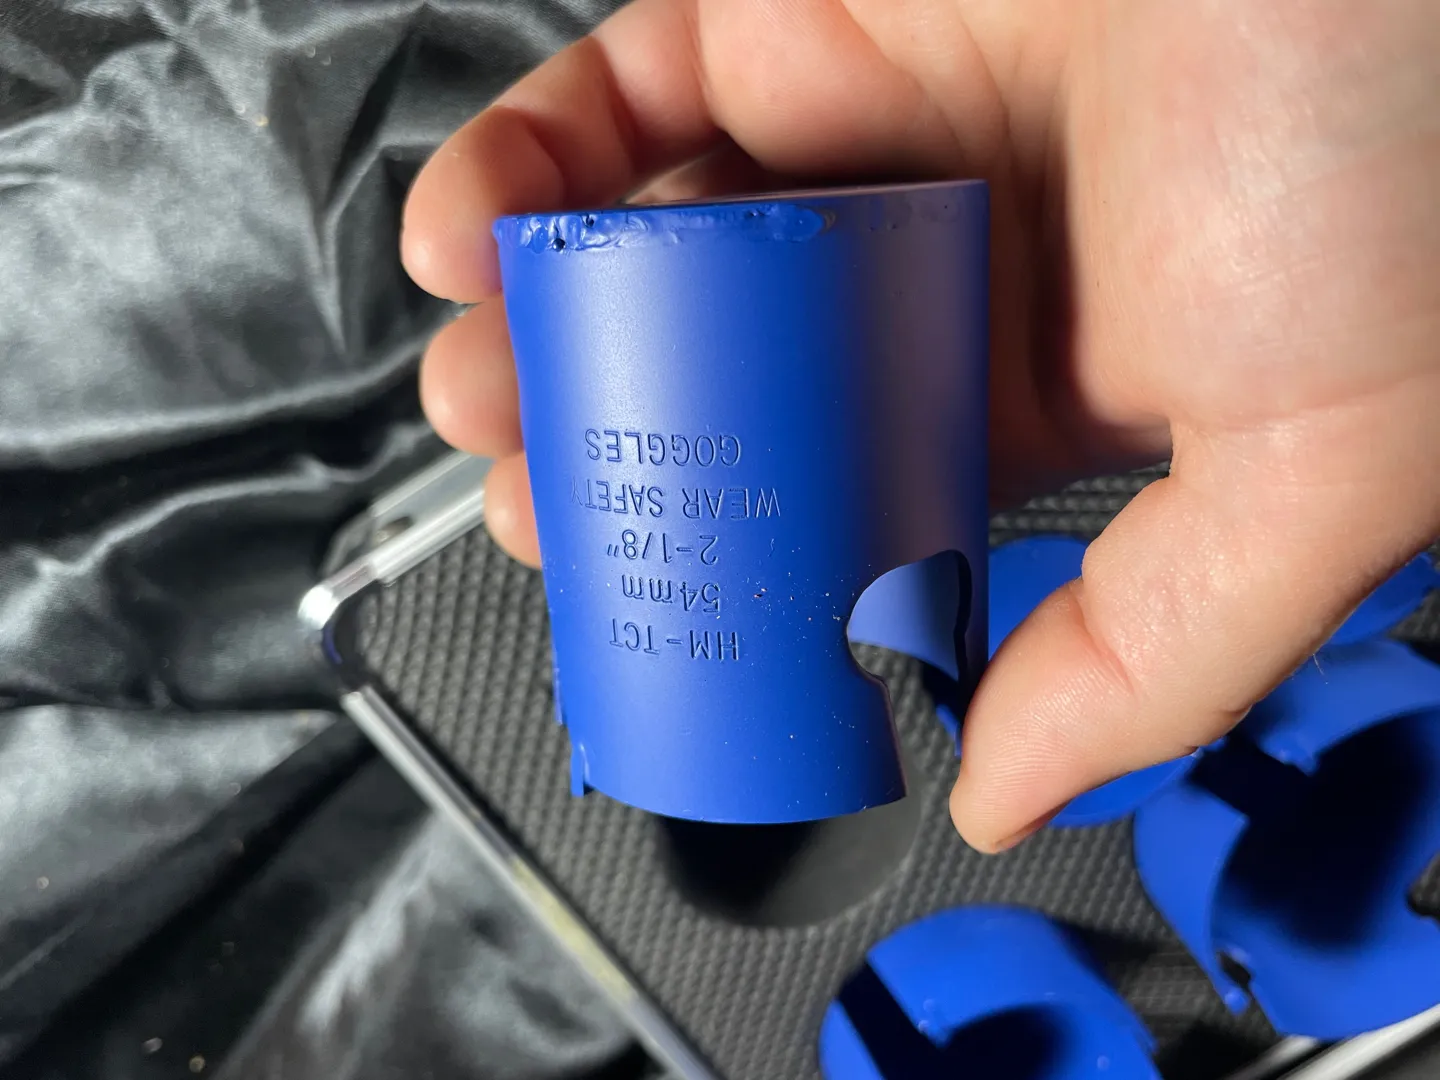 HM-TCT
54mm
2-1/8"
WEAR SAFETY
GOGGLES